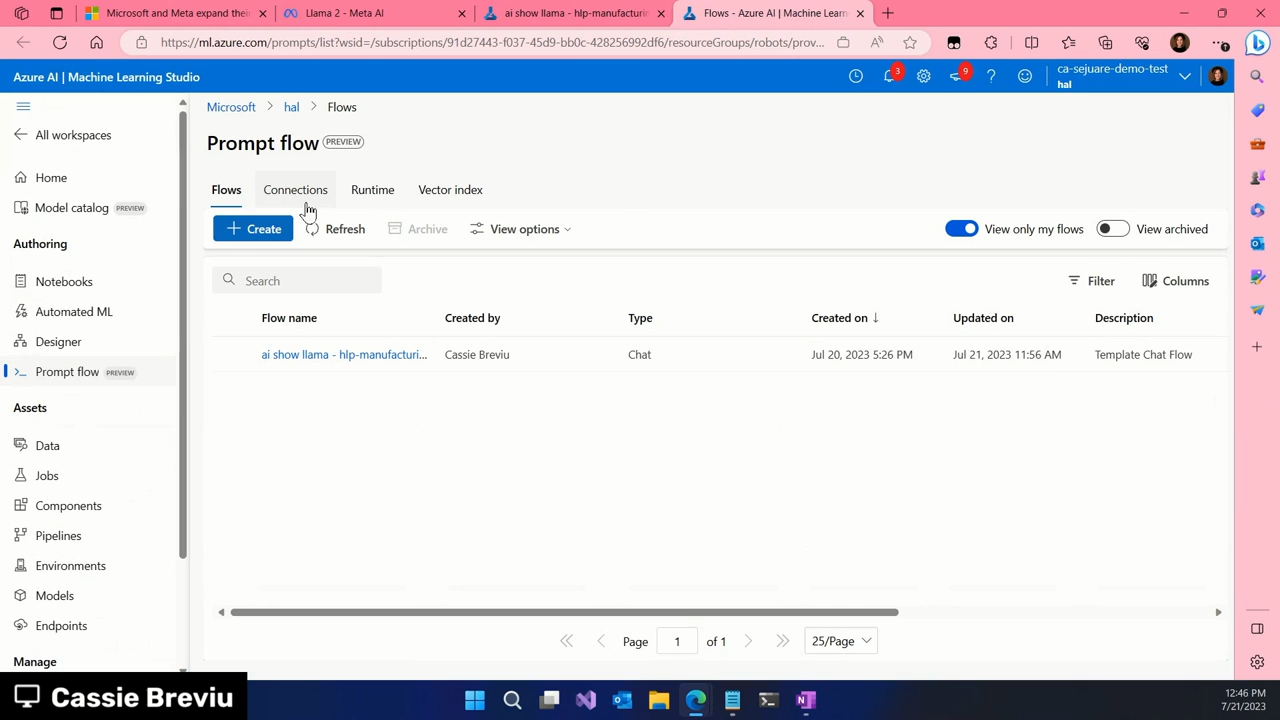 Microsoft and Meta expand their
Llama 2 - Meta AI
ai show llama - hlp-manufacturin
Flows - Azure AI | Machine Learn
https://ml.azure.com/prompts/list?wsid=/subscriptions/91d27443-f037-45d9-bb0c-428256992df6/resourceGroups/robots/prov...
Azure AI | Machine Learning Studio
3
9
ca-sejuare-demo-test
hal
All workspaces
Home
Model catalog PREVIEW
Authoring
Notebooks
Automated ML
Designer
Prompt flow PREVIEW
Assets
Data
Jobs
Components
Pipelines
Environments
Models
Endpoints
Manage
Microsoft > hal > Flows
Prompt flow PREVIEW
Flows Connections Runtime Vector index
Create Refresh Archive View options View only my flows View archived
Search Filter Columns
Flow name Created by Type Created on ↓ Updated on Description
ai show llama - hlp-manufacturi... Cassie Breviu Chat Jul 20, 2023 5:26 PM Jul 21, 2023 11:56 AM Template Chat Flow
Page 1 of 1 25/Page
Cassie Breviu
12:46 PM
7/21/2023